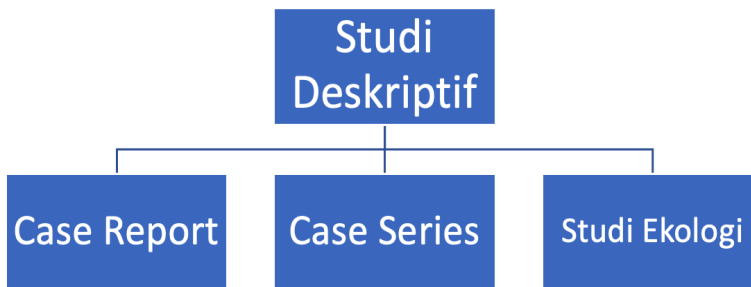 Studi
Deskriptif
Case Report
Case Series
Studi Ekologi